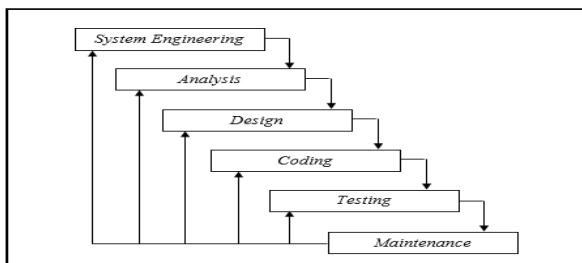 System Engineering
Analysis
Design
Coding
Testing
Maintenance